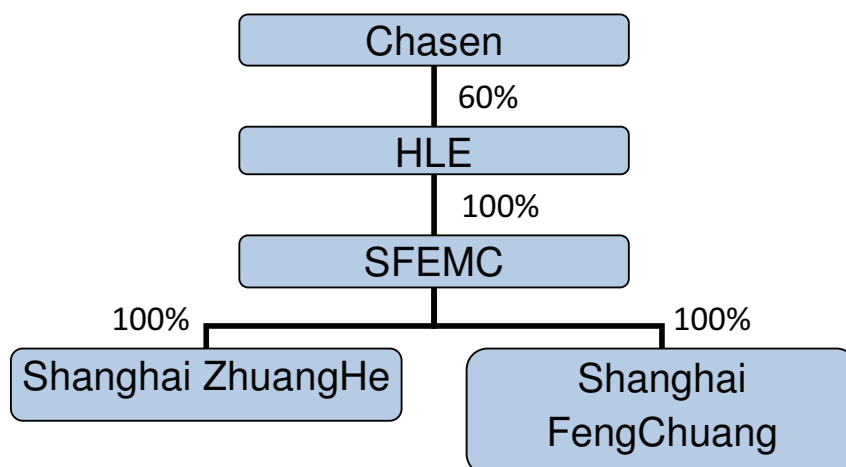 Chasen
60%
HLE
100%
SFEMC
100%
100%
Shanghai ZhuangHe
Shanghai
FengChuang